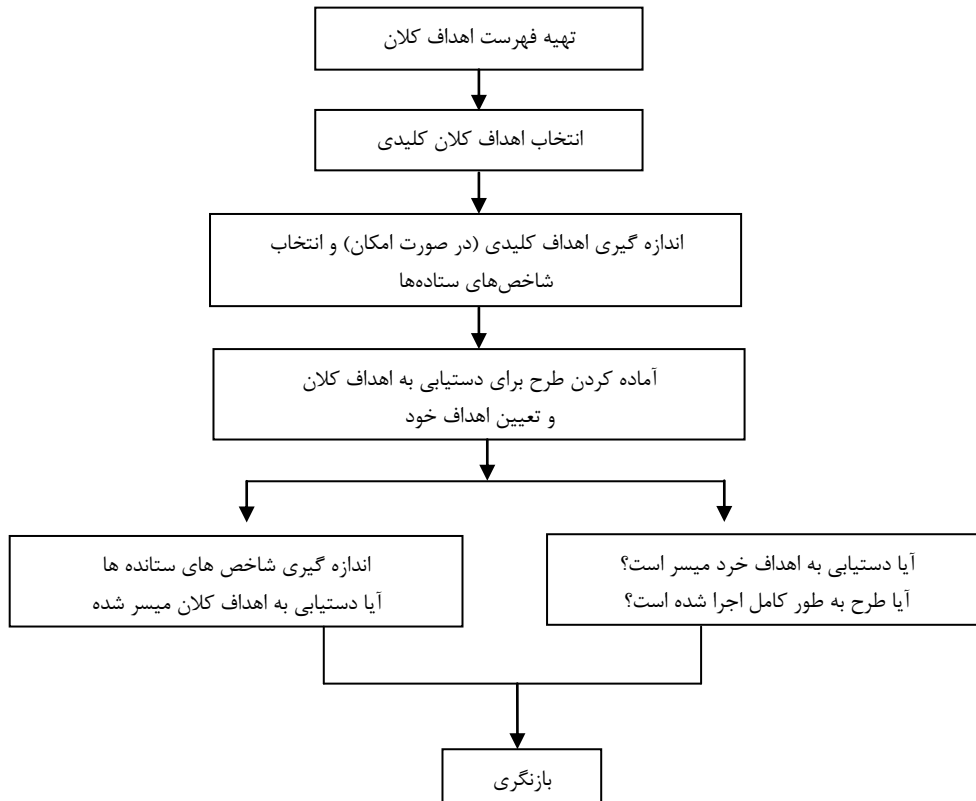 تهیه فهرست اهداف کلان
انتخاب اهداف کلان کلیدی
اندازه گیری اهداف کلیدی (در صورت امکان) و انتخاب
شاخص‌های ستاده‌ها
آماده کردن طرح برای دستیابی به اهداف کلان
و تعیین اهداف خود
آیا دستیابی به اهداف خرد میسر است؟
آیا طرح به طور کامل اجرا شده است؟
اندازه گیری شاخص های ستانده ها
آیا دستیابی به اهداف کلان میسر شده
بازنگری